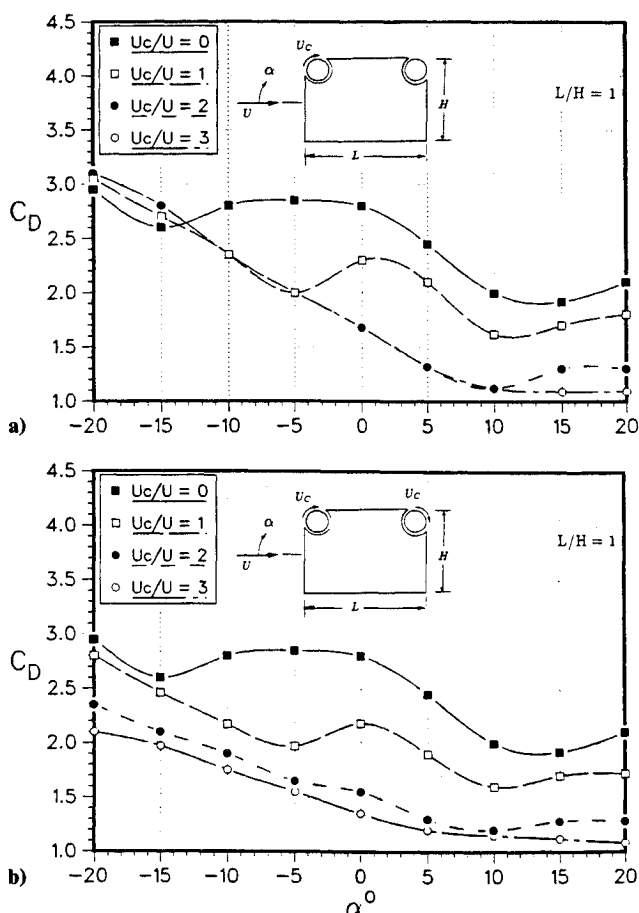 4.5
4.0
3.5
3.0
2.5
2.0
1.5
1.0
C_D
Uc/U = 0
Uc/U = 1
Uc/U = 2
Uc/U = 3
Uc
α
U
H
L
L/H = 1
a)
−20 −15 −10 −5 0 5 10 15 20
4.5
4.0
3.5
3.0
2.5
2.0
1.5
1.0
C_D
Uc/U = 0
Uc/U = 1
Uc/U = 2
Uc/U = 3
Uc Uc
α
U
H
L
L/H = 1
b)
−20 −15 −10 −5 0 5 10 15 20
α°